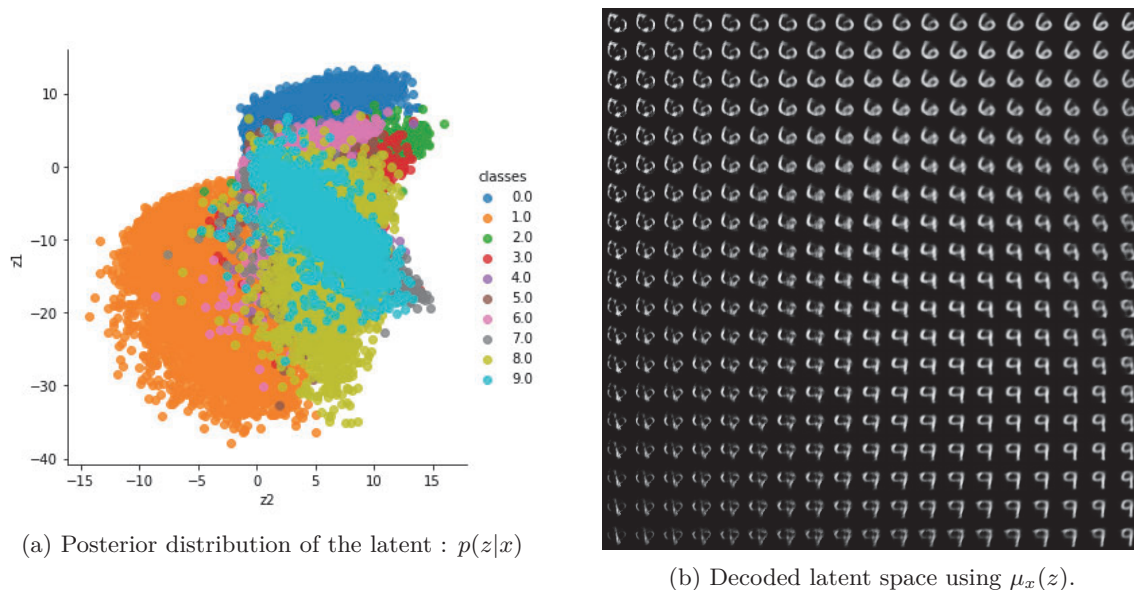 10
0
−10
−20
−30
−40
z1
−15 −10 −5 0 5 10 15
z2
classes
0.0
1.0
2.0
3.0
4.0
5.0
6.0
7.0
8.0
9.0
(a) Posterior distribution of the latent : p(z|x)
(b) Decoded latent space using μₓ(z).